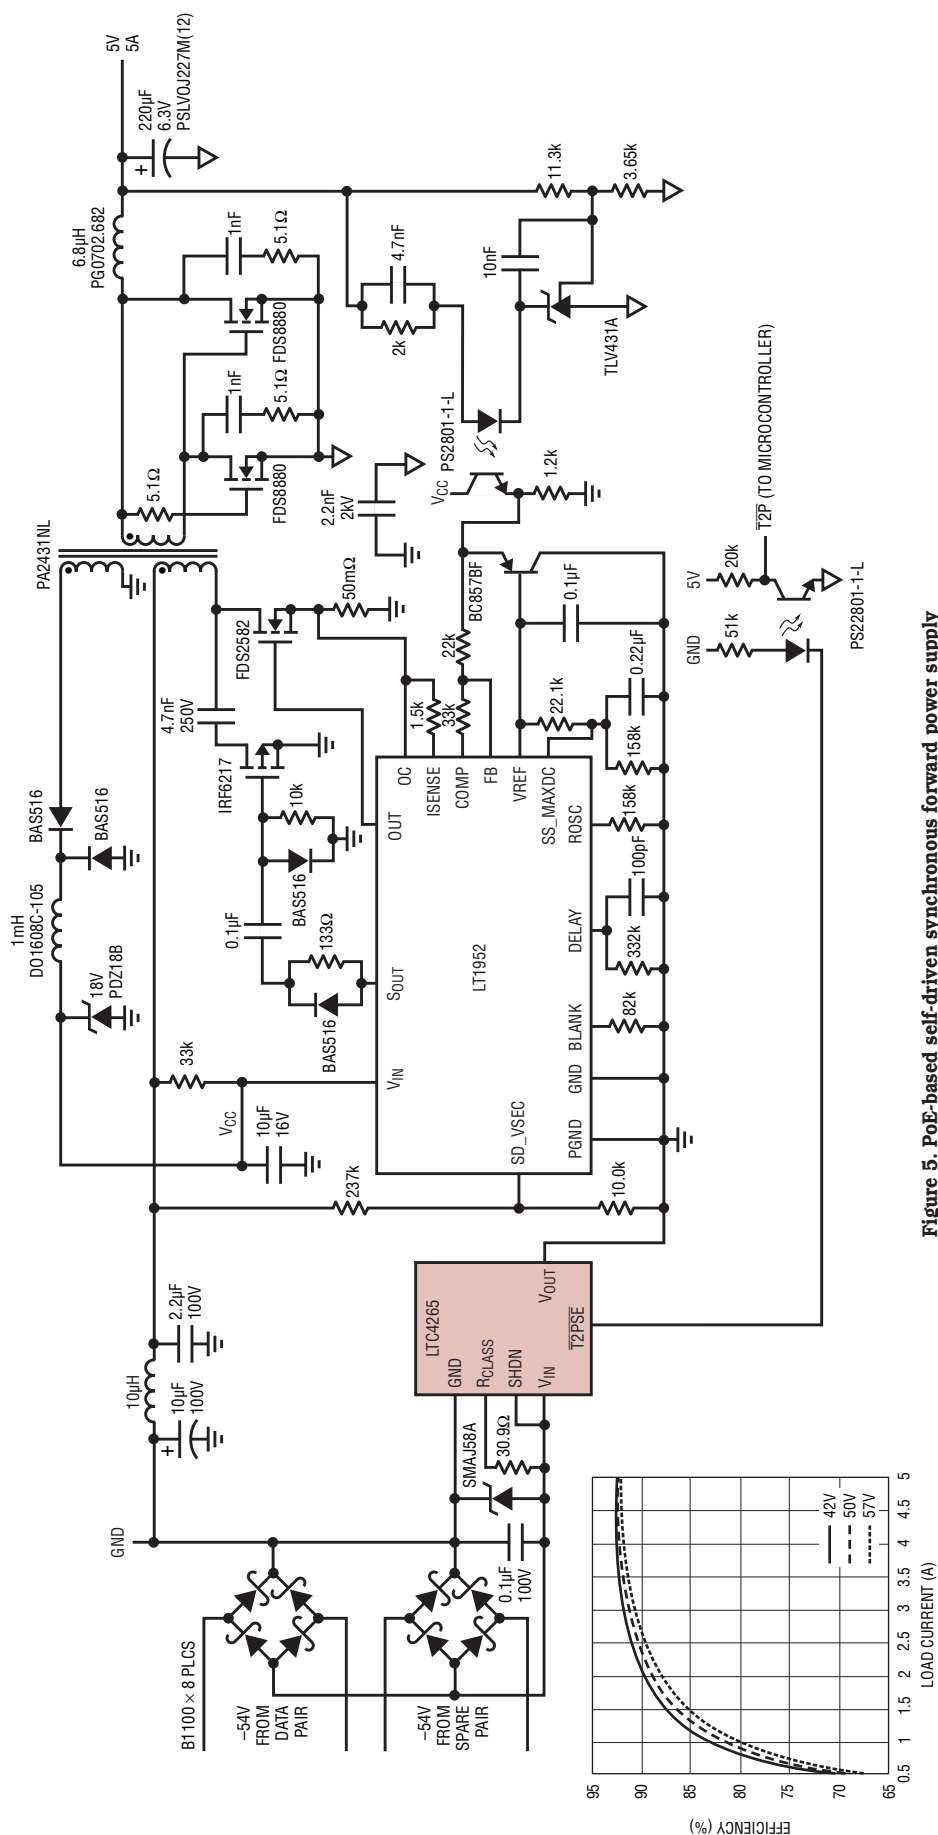 GND
10µH
10µF
100V
+
2.2µF
100V
B1100 × 8 PLCS
–54V
FROM
DATA
PAIR
–54V
FROM
SPARE
PAIR
0.1µF
100V
SMAJ58A
30.9Ω
LTC4265
GND
RCLASS
SHDN
VIN
VOUT
T2PSE
237k
10.0k
VCC
10µF
16V
33k
18V
PDZ18B
1mH
DO1608C-105
BAS516
BAS516
PA2431NL
BAS516
133Ω
0.1µF
BAS516
10k
IRF6217
4.7nF
250V
FDS2582
50mΩ
LT1952
VIN
SOUT
OUT
OC
ISENSE
COMP
FB
VREF
SS_MAXDC
SD_VSEC
PGND
GND
BLANK
DELAY
ROSC
82k
332k
100pF
158k
158k
0.22µF
22.1k
0.1µF
1.5k
33k
22k
BC857BF
VCC
1.2k
PS2801-1-L
2.2nF
2kV
5.1Ω
FDS8880
1nF
5.1Ω
FDS8880
1nF
5.1Ω
6.8µH
PG0702.682
+
220µF
6.3V
PSLVOJ227M(12)
5V
5A
2k
4.7nF
10nF
11.3k
3.65k
TLV431A
GND
51k
5V
20k
T2P (TO MICROCONTROLLER)
PS22801-1-L
EFFICIENCY (%)
95
90
85
80
75
70
65
0.5
1
1.5
2
2.5
3
3.5
4
4.5
5
LOAD CURRENT (A)
42V
50V
57V
Figure 5. PoE-based self-driven synchronous forward power supply